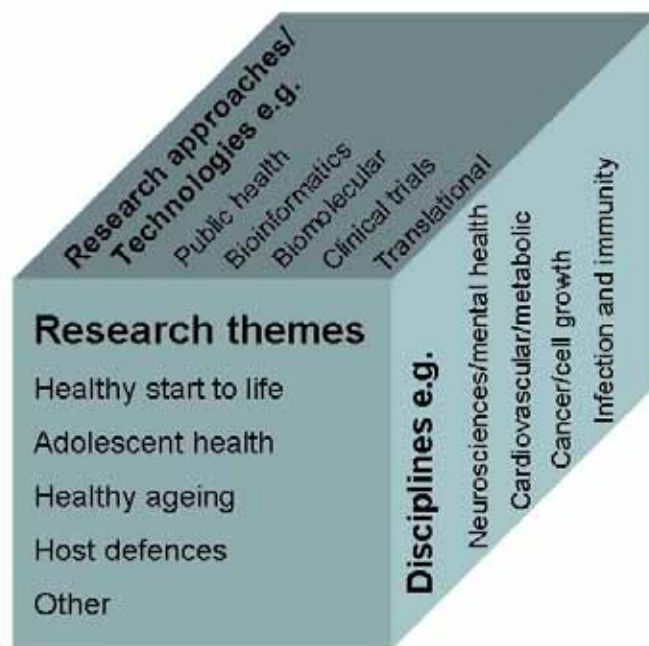 Research approaches/
Technologies e.g.
Public health
Bioinformatics
Biomolecular
Clinical trials
Translational
Research themes
Healthy start to life
Adolescent health
Healthy ageing
Host defences
Other
Disciplines e.g.
Neurosciences/mental health
Cardiovascular/metabolic
Cancer/cell growth
Infection and immunity